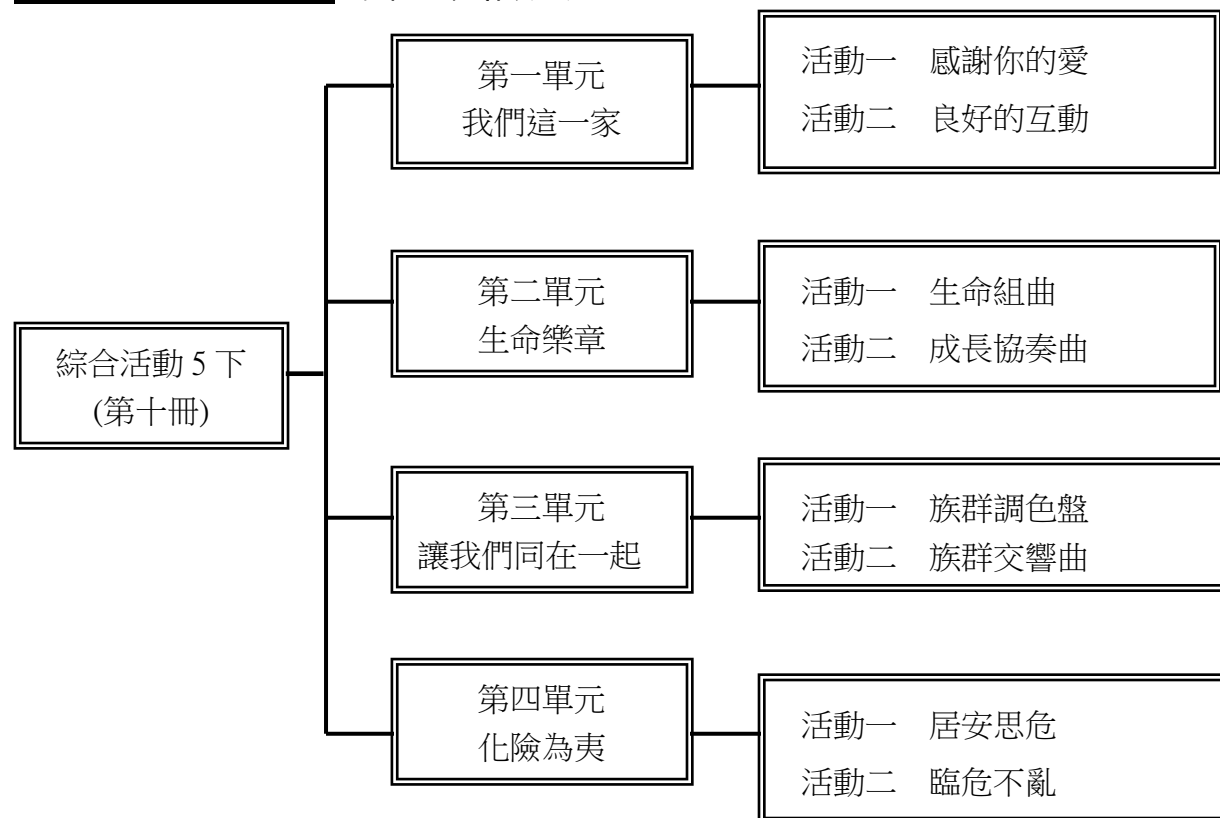 第一單元
我們這一家
活動一　感謝你的愛
活動二　良好的互動
第二單元
生命樂章
活動一　生命組曲
活動二　成長協奏曲
綜合活動 5 下
(第十冊)
第三單元
讓我們同在一起
活動一　族群調色盤
活動二　族群交響曲
第四單元
化險為夷
活動一　居安思危
活動二　臨危不亂